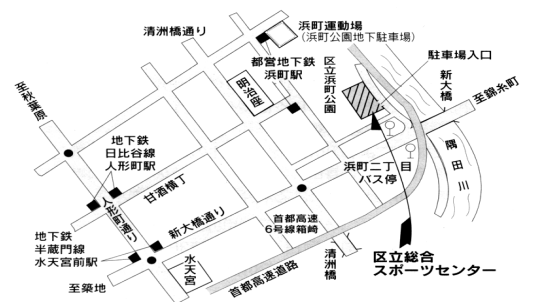 清洲橋通り
浜町運動場
(浜町公園地下駐車場)
都営地下鉄
浜町駅
区立浜町公園
駐車場入口
新大橋
至錦糸町
至秋葉原
明治座
地下鉄
日比谷線
人形町駅
甘酒横丁
人形町通り
新大橋通り
浜町二丁目
バス停
隅田川
地下鉄
半蔵門線
水天宮前駅
首都高速
6号線箱崎
清洲橋
水天宮
至築地
首都高速道路
区立総合
スポーツセンター